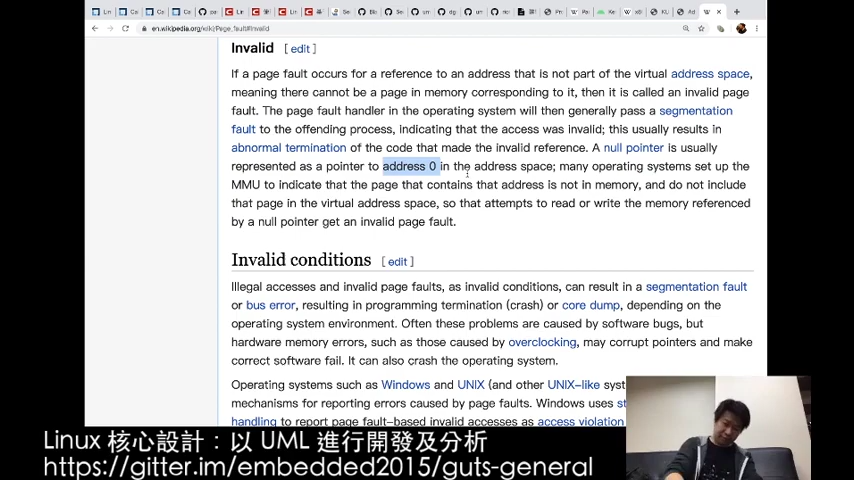 en.wikipedia.org/wiki/Page_fault#Invalid
Invalid [ edit ]
If a page fault occurs for a reference to an address that is not part of the virtual address space,
meaning there cannot be a page in memory corresponding to it, then it is called an invalid page
fault. The page fault handler in the operating system will then generally pass a segmentation
fault to the offending process, indicating that the access was invalid; this usually results in
abnormal termination of the code that made the invalid reference. A null pointer is usually
represented as a pointer to address 0 in the address space; many operating systems set up the
MMU to indicate that the page that contains that address is not in memory, and do not include
that page in the virtual address space, so that attempts to read or write the memory referenced
by a null pointer get an invalid page fault.
Invalid conditions [ edit ]
Illegal accesses and invalid page faults, as invalid conditions, can result in a segmentation fault
or bus error, resulting in programming termination (crash) or core dump, depending on the
operating system environment. Often these problems are caused by software bugs, but
hardware memory errors, such as those caused by overclocking, may corrupt pointers and make
correct software fail. It can also crash the operating system.
Operating systems such as Windows and UNIX (and other UNIX-like syst
mechanisms for reporting errors caused by page faults. Windows uses st
handling to report page fault-based invalid accesses as access violation
Linux 核心設計：以 UML 進行開發及分析
https://gitter.im/embedded2015/guts-general